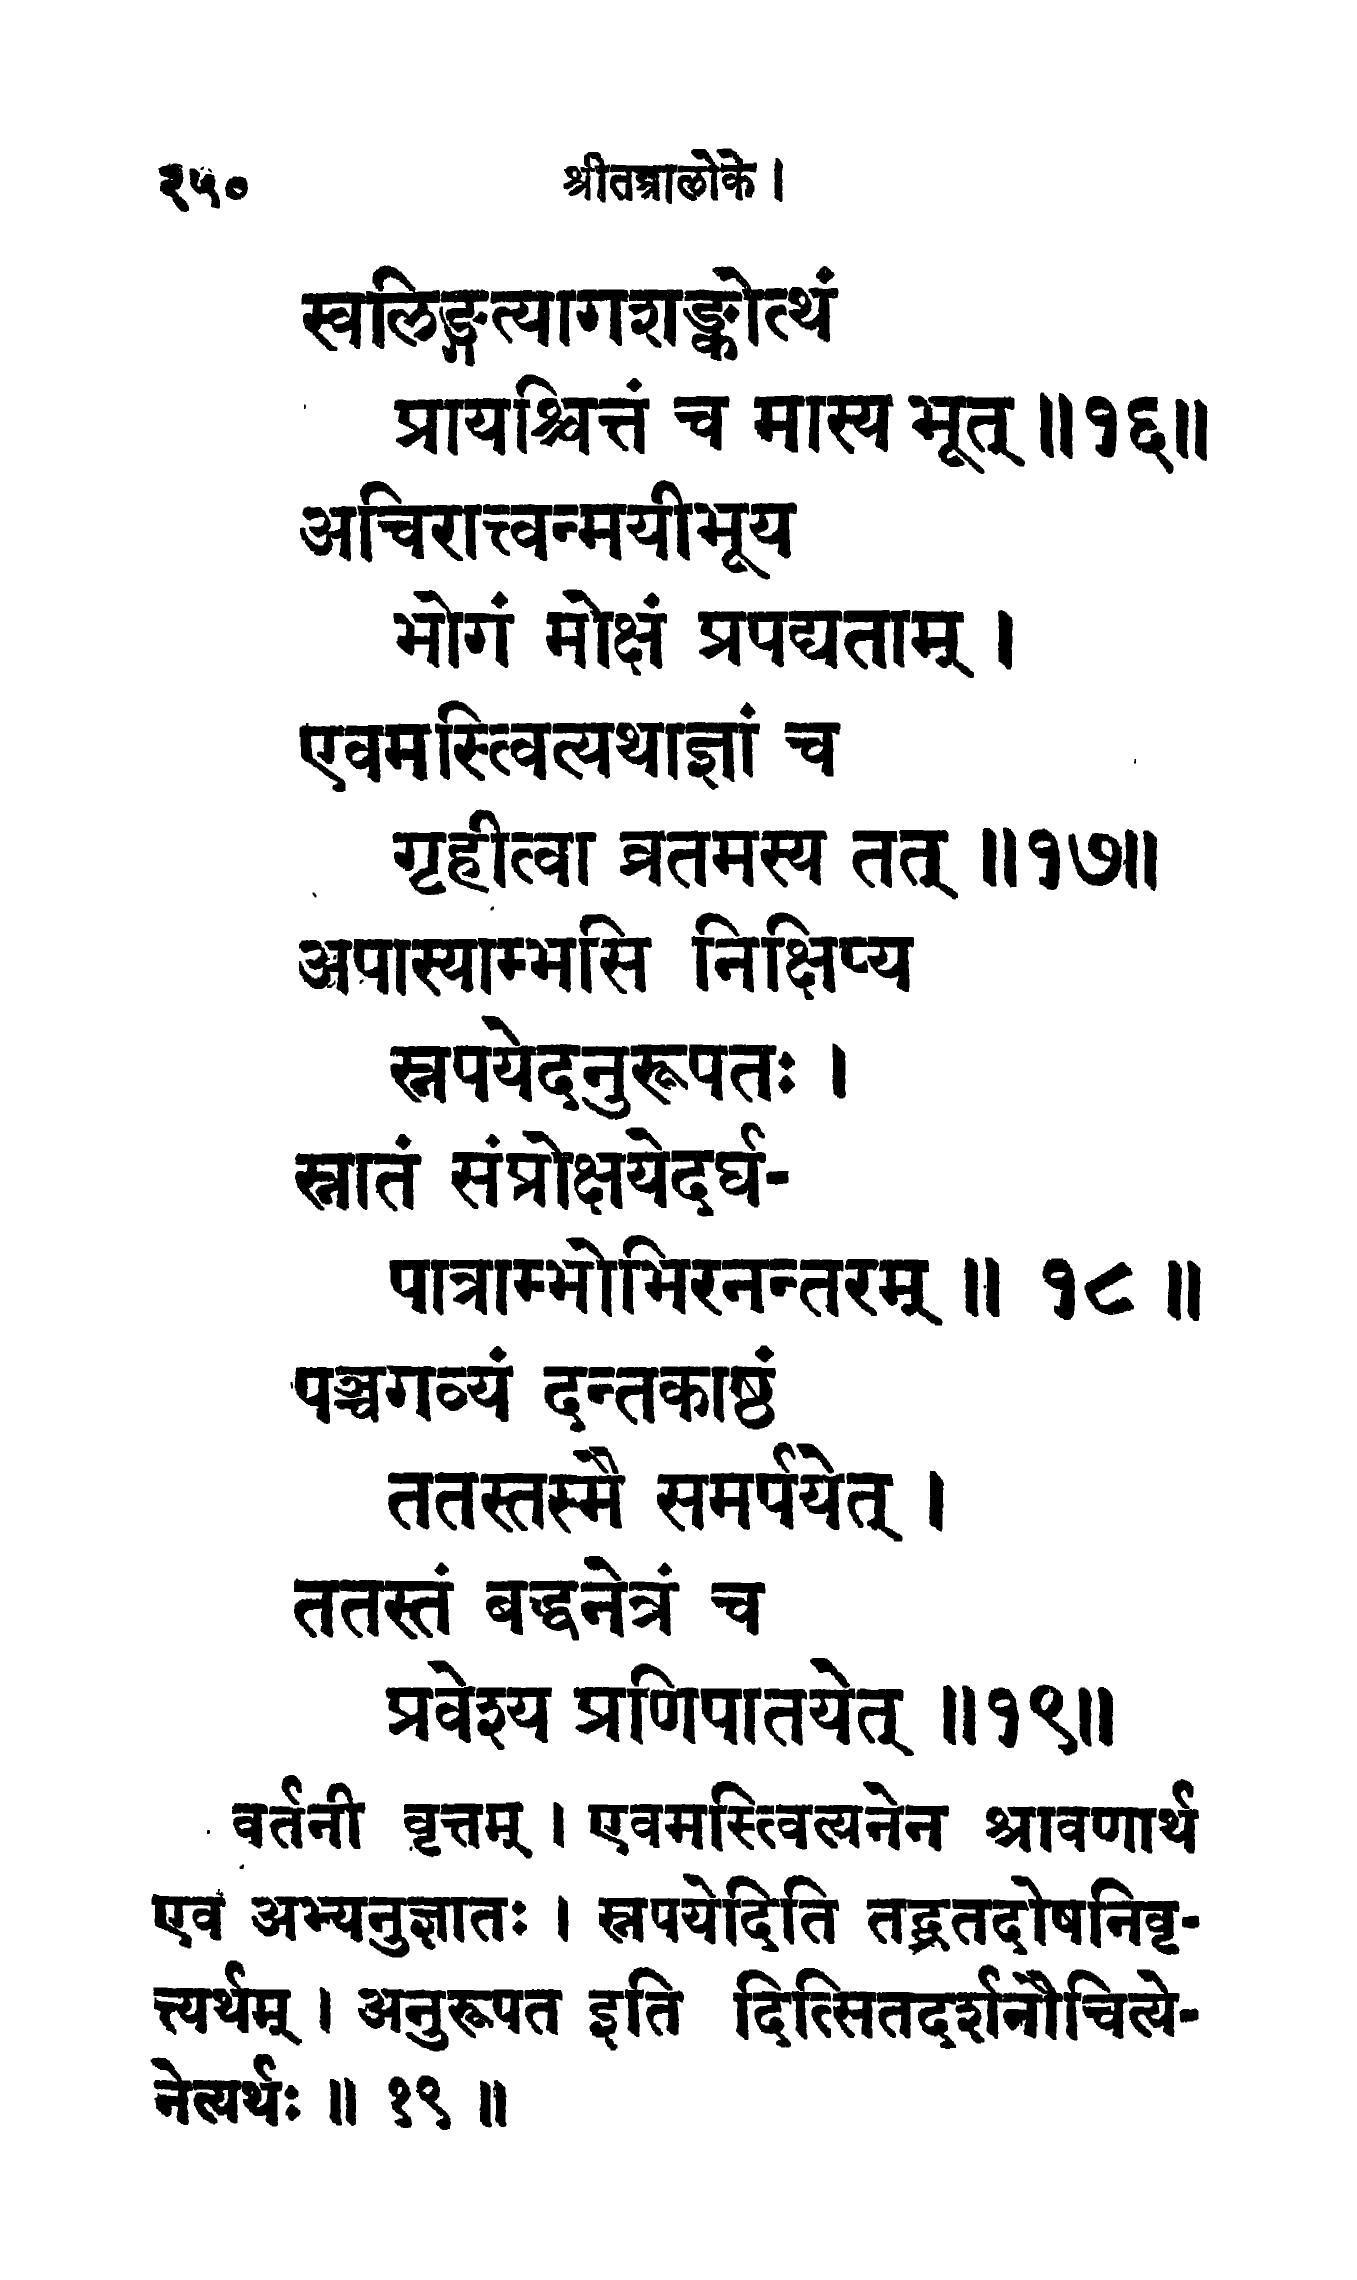 २५० श्रीतन्त्रालोके ।
स्वलिङ्गत्यागशङ्कोत्थं
प्रायश्चित्तं च मास्य भूत् ॥१६॥
अचिरात्त्वन्मयीभूय
भोगं मोक्षं प्रपद्यताम् ।
एवमस्त्वित्यथाज्ञां च
गृहीत्वा व्रतमस्य तत् ॥१७॥
अपास्याम्भसि निक्षिप्य
स्नपयेदनुरूपतः ।
स्नातं संप्रोक्षयेदर्घ-
पात्राम्भोभिरनन्तरम् ॥ १८ ॥
पञ्चगव्यं दन्तकाष्ठं
ततस्तस्मै समर्पयेत् ।
ततस्तं बद्धनेत्रं च
प्रवेश्य प्रणिपातयेत् ॥१९॥
वर्तनी वृत्तम् । एवमस्त्वित्यनेन श्रावणार्थ
एव अभ्यनुज्ञातः । स्नपयेदिति तद्गतदोषनिवृ-
त्त्यर्थम् । अनुरूपत इति दित्सितदर्शनौचित्ये-
नेत्यर्थः ॥ १९ ॥